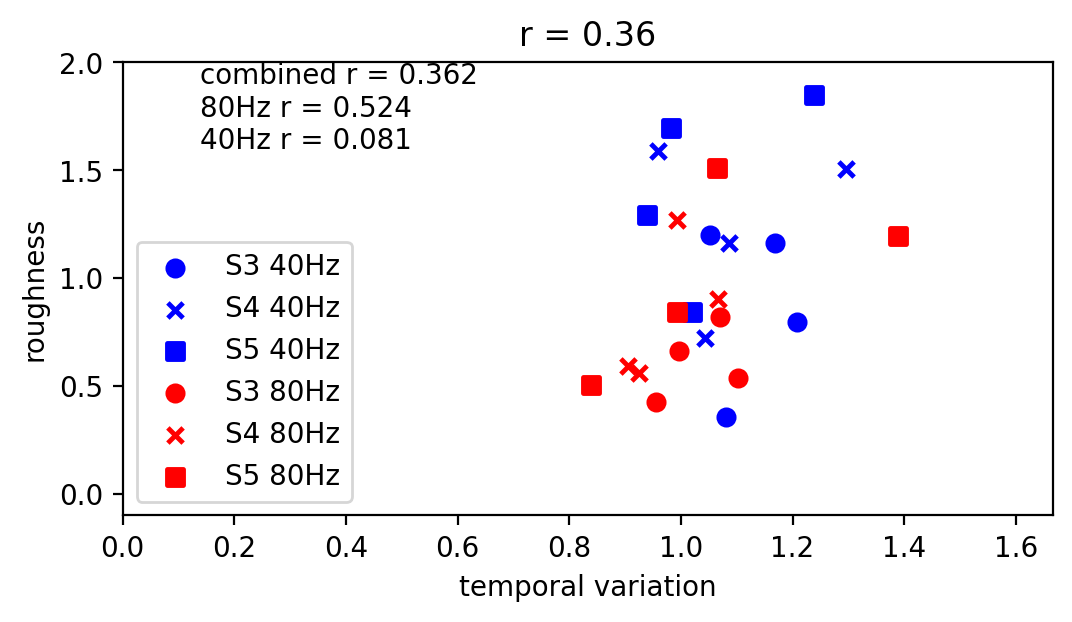 r = 0.36
combined r = 0.362
80Hz r = 0.524
40Hz r = 0.081
2.0
1.5
1.0
0.5
0.0
roughness
S3 40Hz
S4 40Hz
S5 40Hz
S3 80Hz
S4 80Hz
S5 80Hz
0.0 0.2 0.4 0.6 0.8 1.0 1.2 1.4 1.6
temporal variation